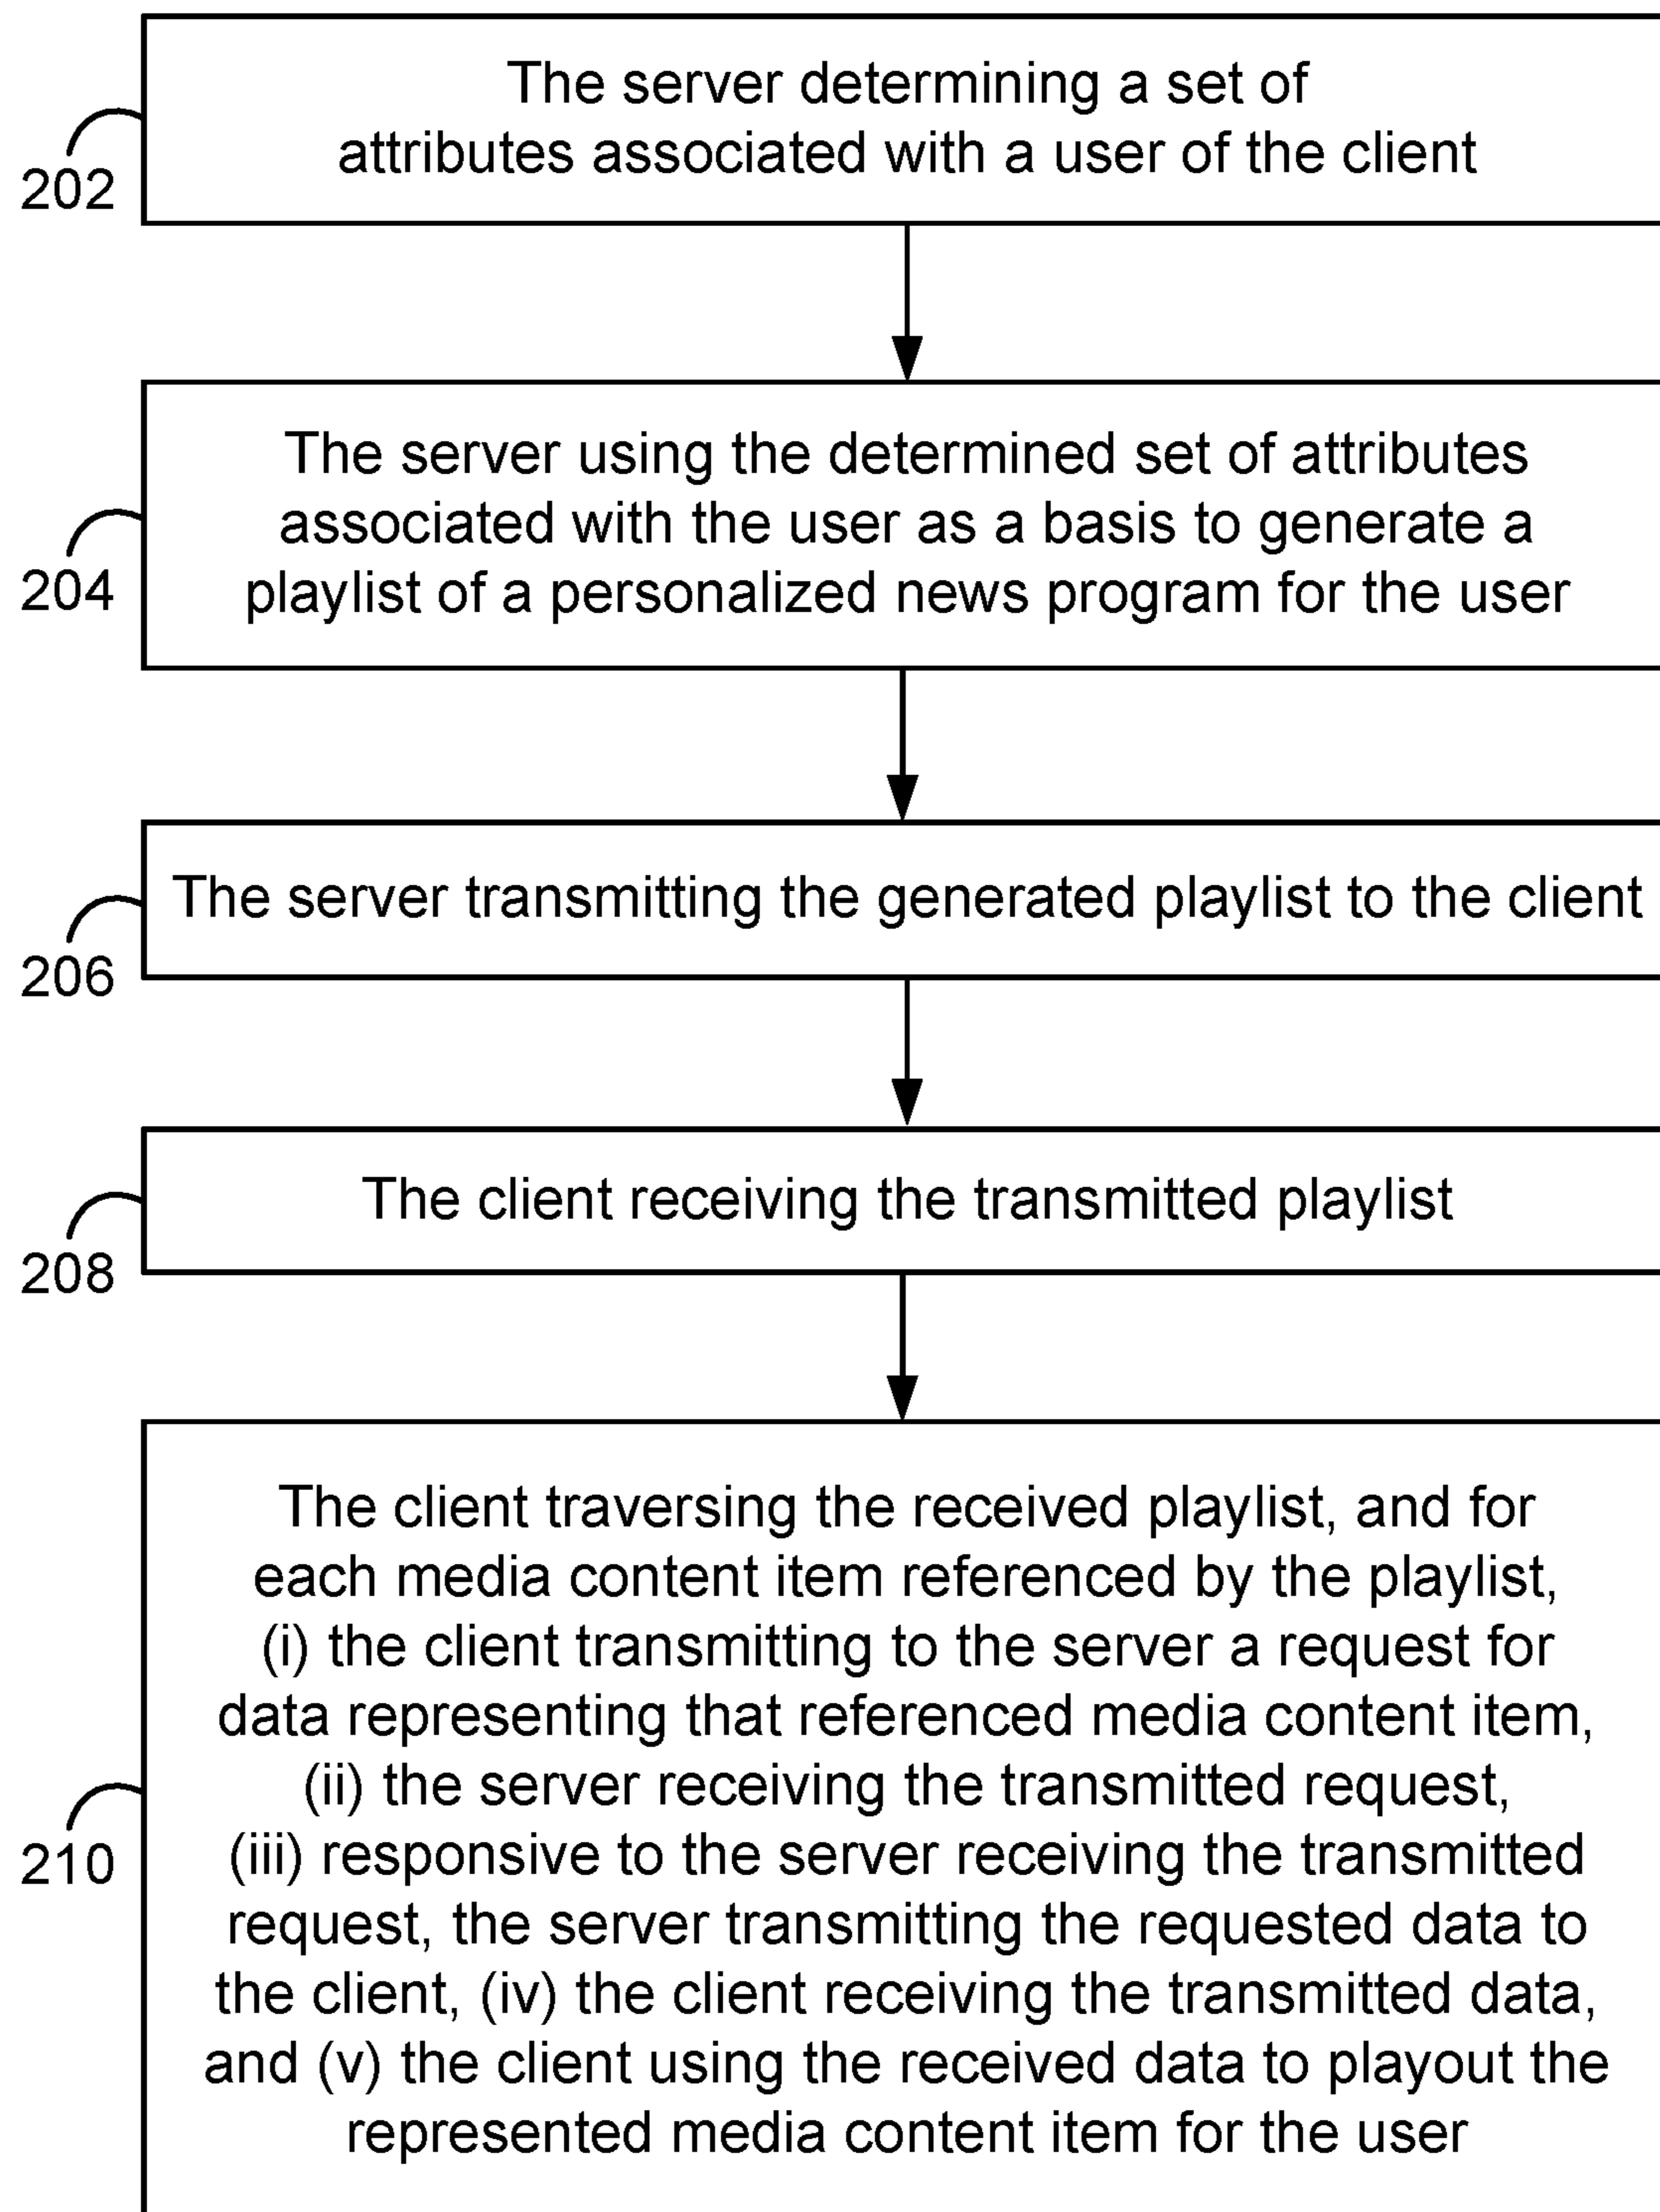 The server determining a set of
attributes associated with a user of the client
202
The server using the determined set of attributes
associated with the user as a basis to generate a
playlist of a personalized news program for the user
204
The server transmitting the generated playlist to the client
206
The client receiving the transmitted playlist
208
The client traversing the received playlist, and for
each media content item referenced by the playlist,
(i) the client transmitting to the server a request for
data representing that referenced media content item,
(ii) the server receiving the transmitted request,
(iii) responsive to the server receiving the transmitted
request, the server transmitting the requested data to
the client, (iv) the client receiving the transmitted data,
and (v) the client using the received data to playout the
represented media content item for the user
210